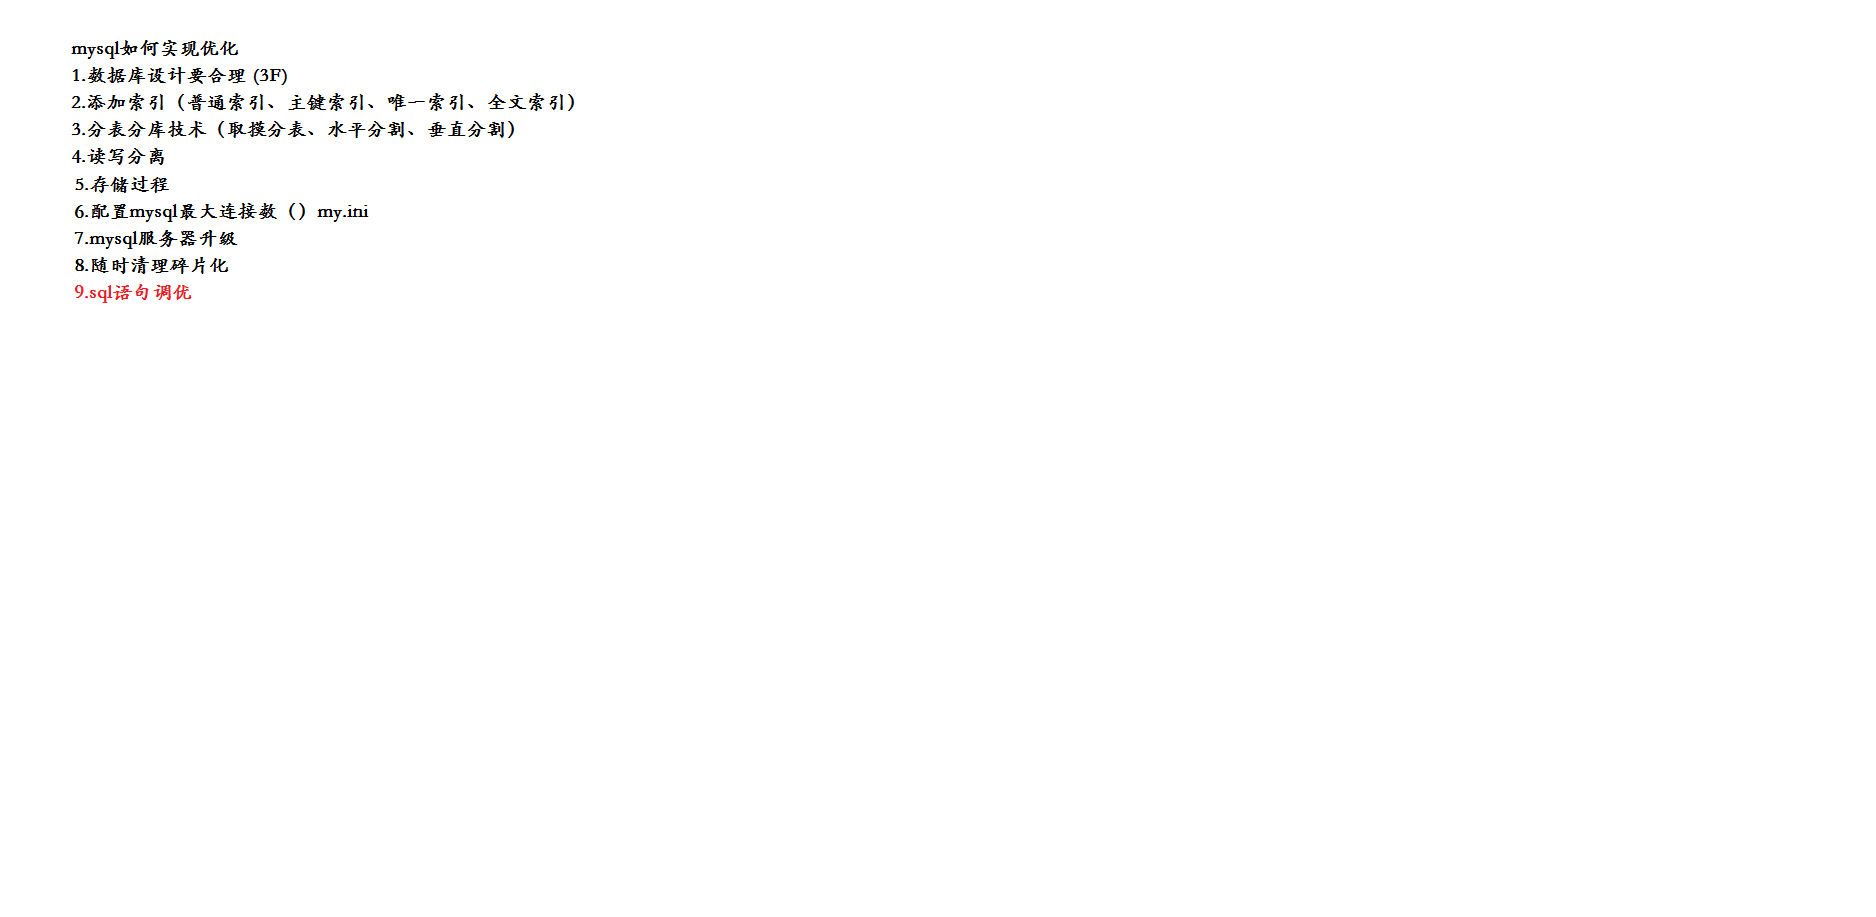 mysql如何实现优化
1.数据库设计要合理 (3F)
2.添加索引（普通索引、主键索引、唯一索引、全文索引）
3.分表分库技术（取摸分表、水平分割、垂直分割）
4.读写分离
5.存储过程
6.配置mysql最大连接数（）my.ini
7.mysql服务器升级
8.随时清理碎片化
9.sql语句调优